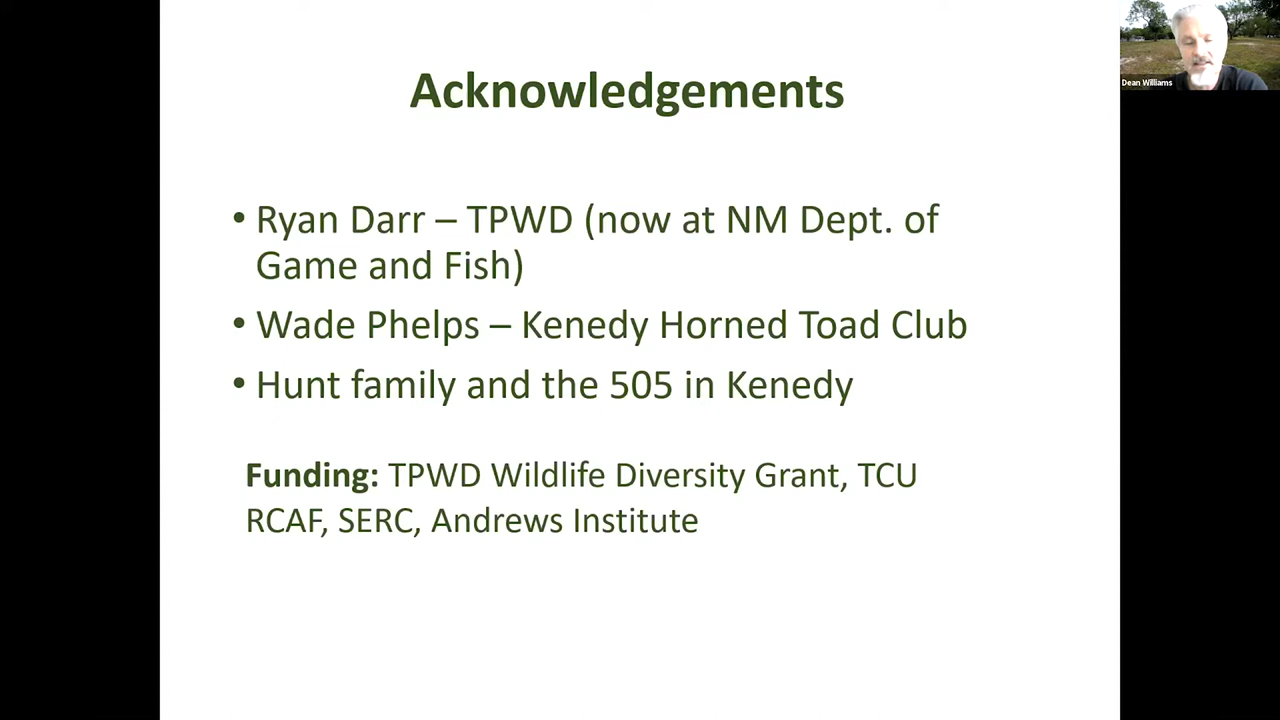 Acknowledgements
Dean Williams
• Ryan Darr – TPWD (now at NM Dept. of
Game and Fish)
• Wade Phelps – Kenedy Horned Toad Club
• Hunt family and the 505 in Kenedy
Funding: TPWD Wildlife Diversity Grant, TCU
RCAF, SERC, Andrews Institute